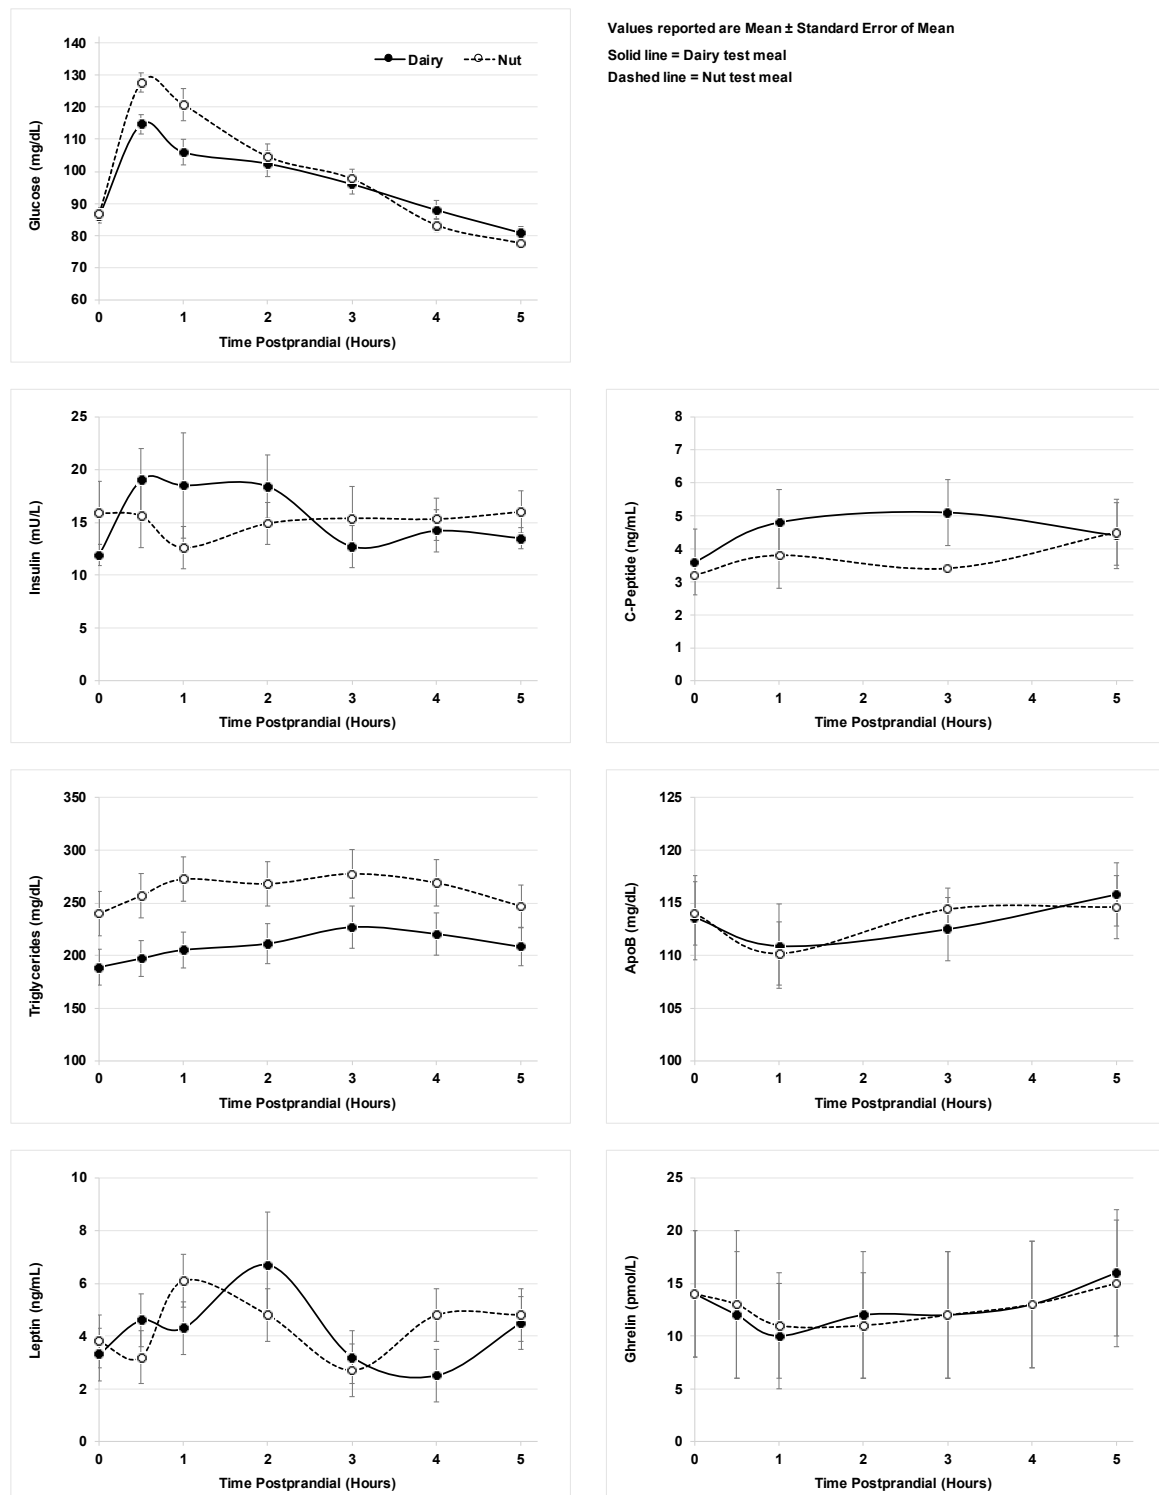 Values reported are Mean ± Standard Error of Mean
Solid line = Dairy test meal
Dashed line = Nut test meal
Glucose (mg/dL)
140
130
120
110
100
90
80
70
60
Dairy Nut
0 1 2 3 4 5
Time Postprandial (Hours)
Insulin (mU/L)
25
20
15
10
5
0
0 1 2 3 4 5
Time Postprandial (Hours)
C-Peptide (ng/mL)
8
7
6
5
4
3
2
1
0
0 1 2 3 4 5
Time Postprandial (Hours)
Triglycerides (mg/dL)
350
300
250
200
150
100
0 1 2 3 4 5
Time Postprandial (Hours)
ApoB (mg/dL)
125
120
115
110
105
100
0 1 2 3 4 5
Time Postprandial (Hours)
Leptin (ng/mL)
10
8
6
4
2
0
0 1 2 3 4 5
Time Postprandial (Hours)
Ghrelin (pmol/L)
25
20
15
10
5
0
0 1 2 3 4 5
Time Postprandial (Hours)